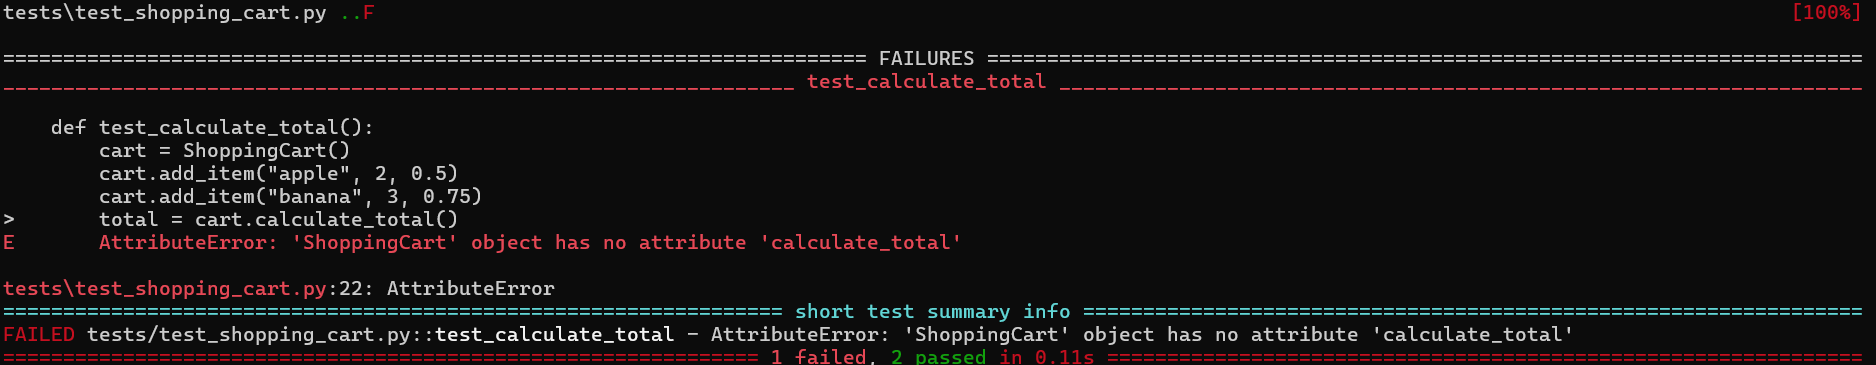 tests\test_shopping_cart.py ..F [100%]
======================================================================== FAILURES =========================================================================
__________________________________________________________________ test_calculate_total ___________________________________________________________________
    def test_calculate_total():
        cart = ShoppingCart()
        cart.add_item("apple", 2, 0.5)
        cart.add_item("banana", 3, 0.75)
>       total = cart.calculate_total()
E       AttributeError: 'ShoppingCart' object has no attribute 'calculate_total'
tests\test_shopping_cart.py:22: AttributeError
================================================================= short test summary info =================================================================
FAILED tests/test_shopping_cart.py::test_calculate_total - AttributeError: 'ShoppingCart' object has no attribute 'calculate_total'
=============================================================== 1 failed, 2 passed in 0.11s ===============================================================